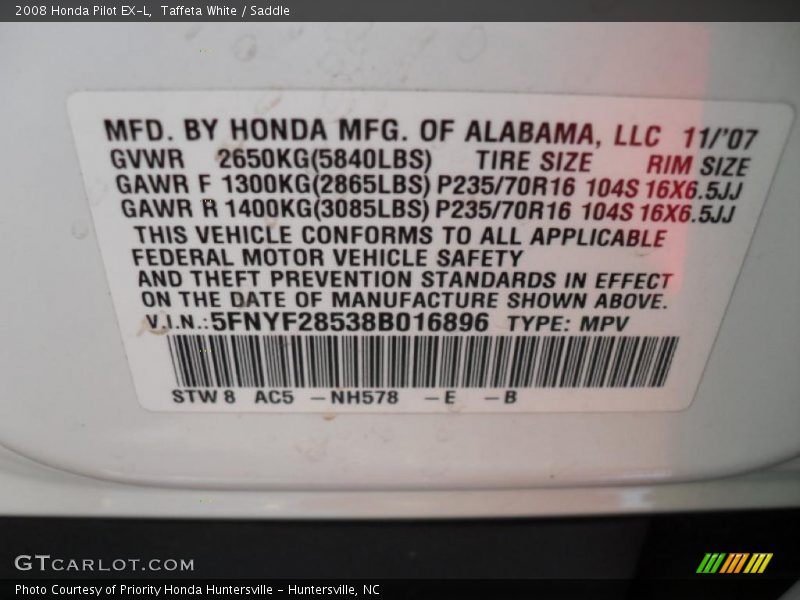 2008 Honda Pilot EX-L, Taffeta White / Saddle
MFD. BY HONDA MFG. OF ALABAMA, LLC 11/'07
GVWR 2650KG(5840LBS) TIRE SIZE RIM SIZE
GAWR F 1300KG(2865LBS) P235/70R16 104S 16X6.5JJ
GAWR R 1400KG(3085LBS) P235/70R16 104S 16X6.5JJ
THIS VEHICLE CONFORMS TO ALL APPLICABLE
FEDERAL MOTOR VEHICLE SAFETY
AND THEFT PREVENTION STANDARDS IN EFFECT
ON THE DATE OF MANUFACTURE SHOWN ABOVE.
V.I.N.: 5FNYF28538B016896 TYPE: MPV
STW 8 AC5 -NH578 -E -B
GTCARLOT.COM
Photo Courtesy of Priority Honda Huntersville - Huntersville, NC